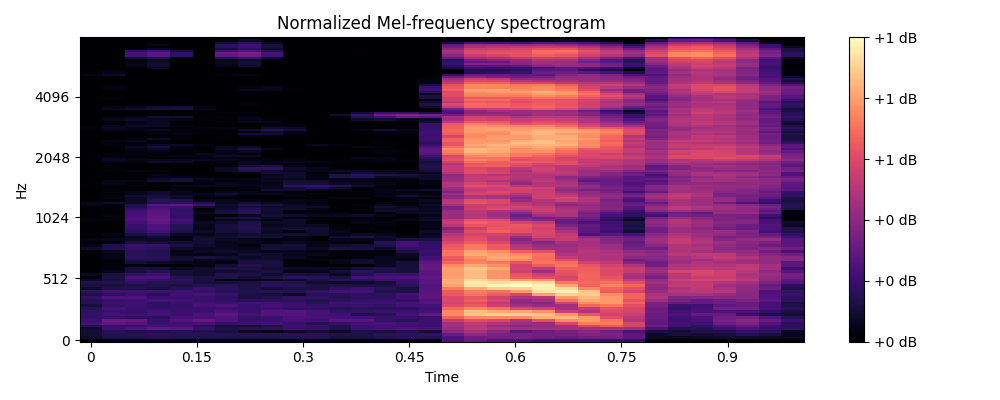 Normalized Mel-frequency spectrogram
Hz
4096
2048
1024
512
0
0 0.15 0.3 0.45 0.6 0.75 0.9
Time
+1 dB
+1 dB
+1 dB
+0 dB
+0 dB
+0 dB